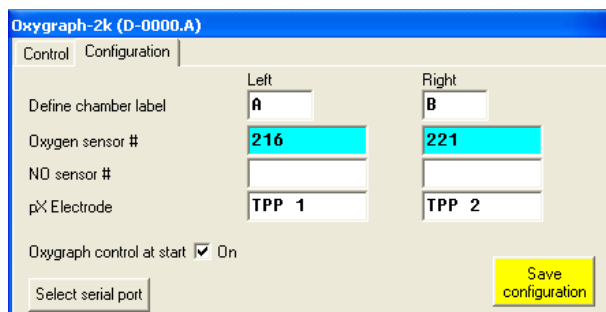 Oxygraph-2k (D-0000.A)
Control Configuration
Left Right
Define chamber label A B
Oxygen sensor # 216 221
NO sensor #
pX Electrode TPP 1 TPP 2
Oxygraph control at start On
Save
configuration
Select serial port